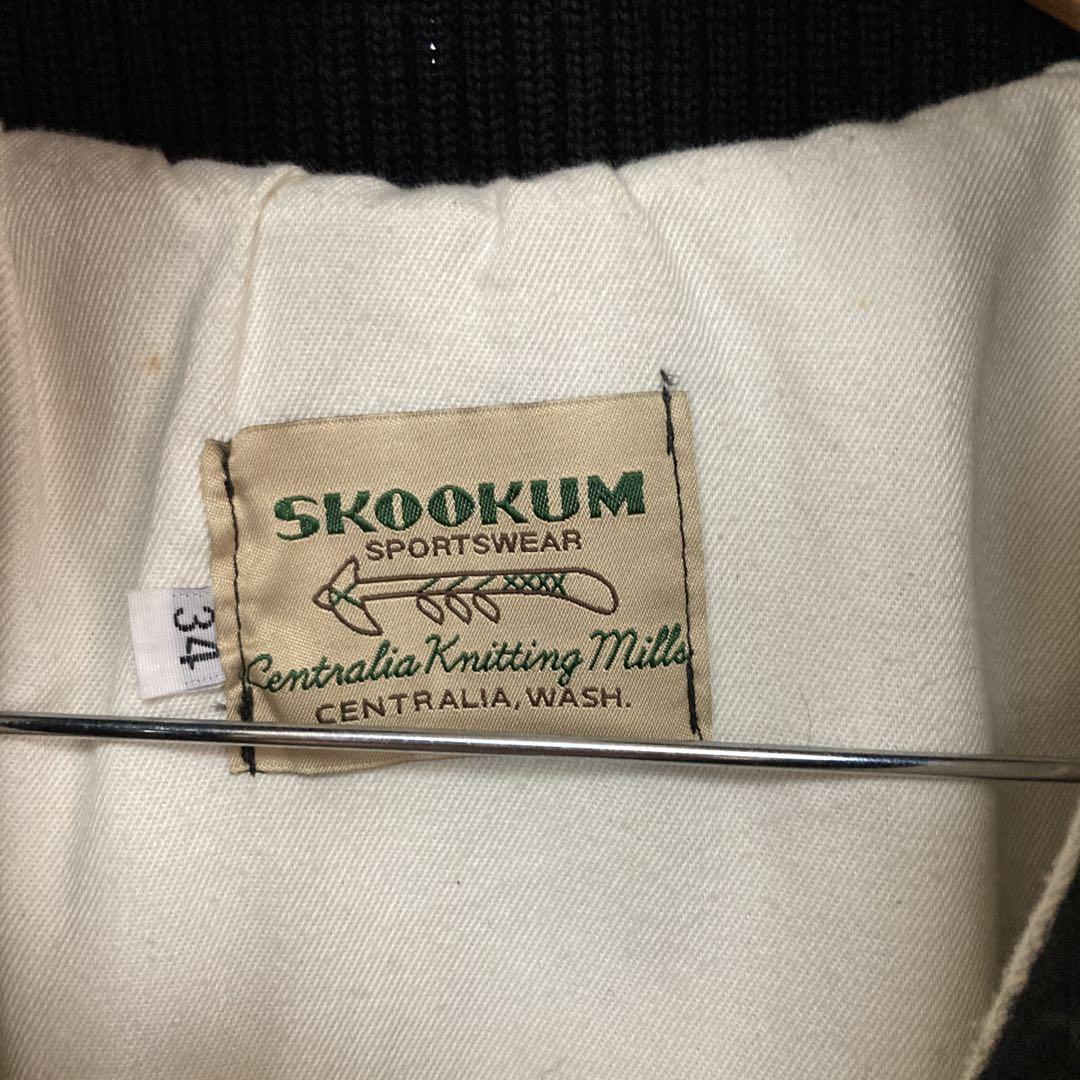 SKOOKUM
SPORTSWEAR
Centralia Knitting Mills
CENTRALIA, WASH.
34